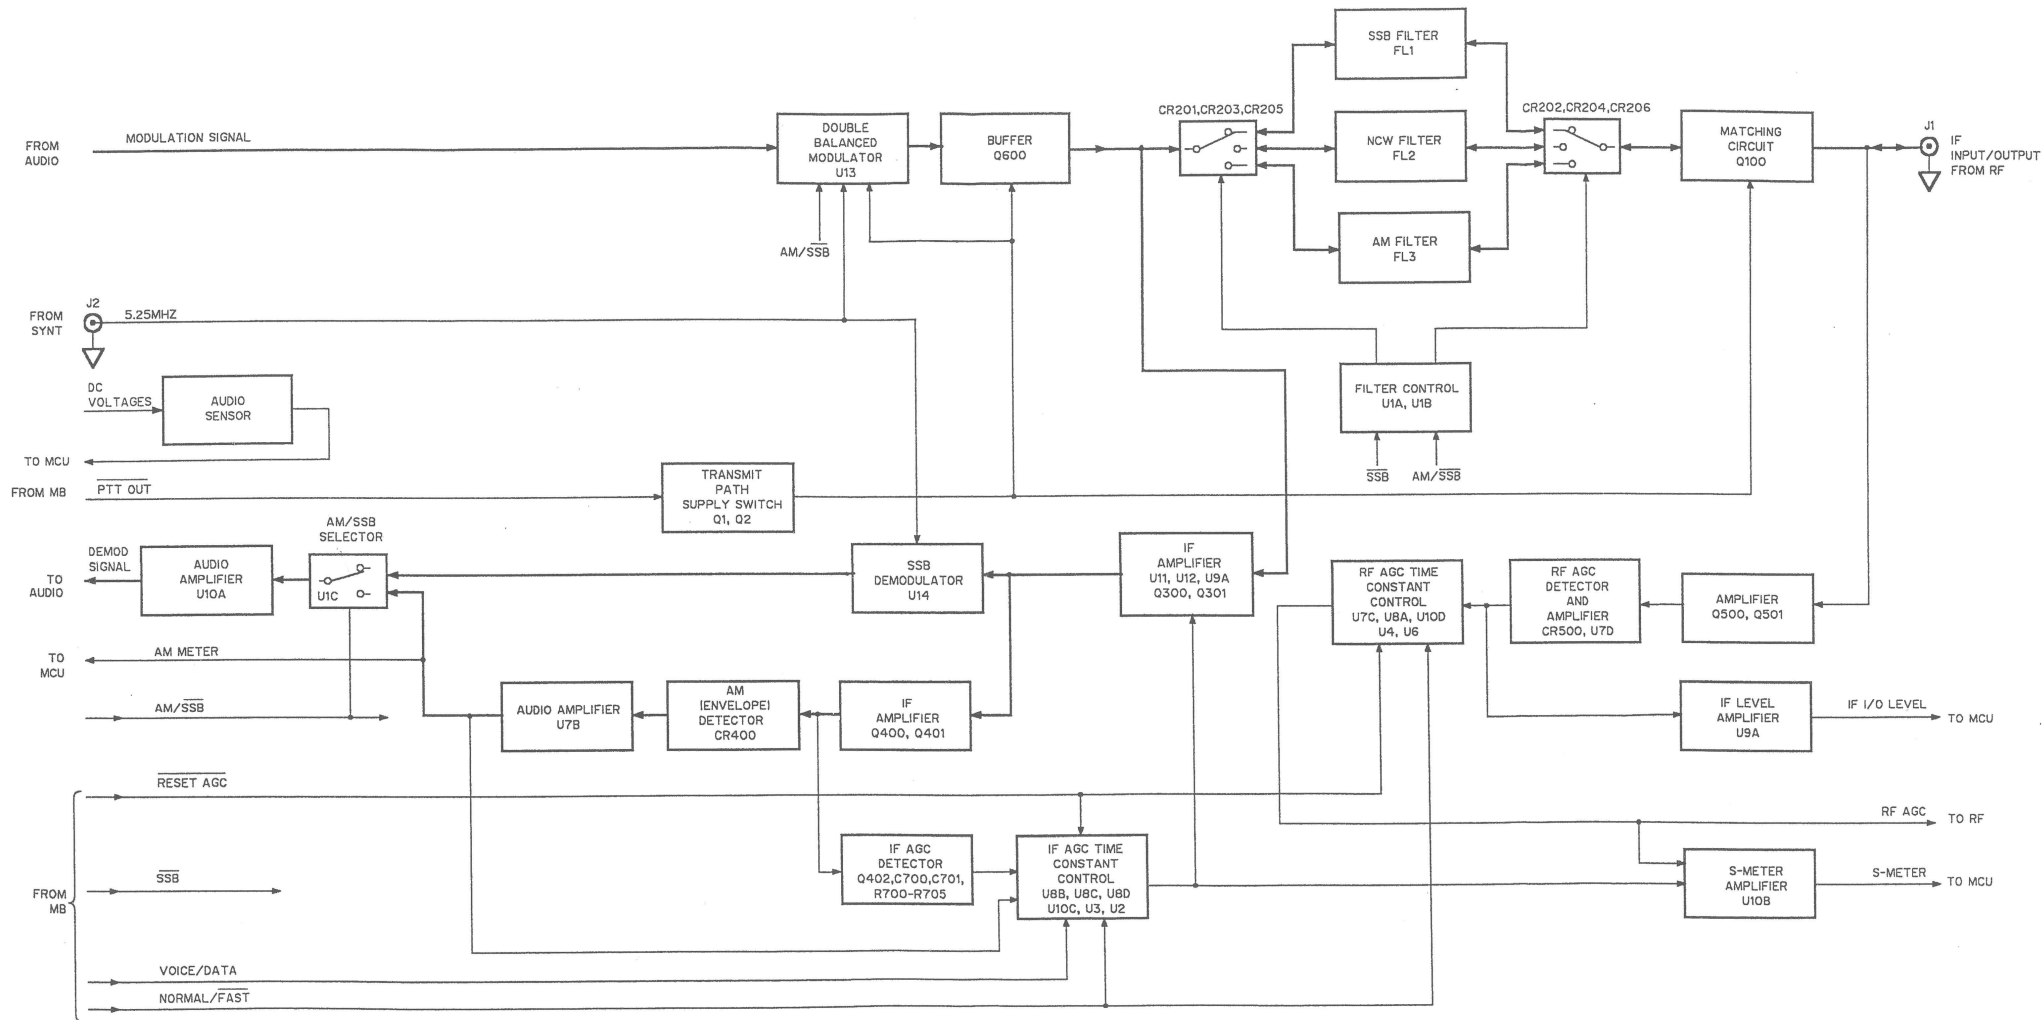 SSB FILTER
FL1
CR201,CR203,CR205
CR202,CR204,CR206
FROM
AUDIO
MODULATION SIGNAL
DOUBLE
BALANCED
MODULATOR
U13
BUFFER
Q600
NCW FILTER
FL2
MATCHING
CIRCUIT
Q100
J1
IF
INPUT/OUTPUT
FROM RF
AM/SSB
AM FILTER
FL3
FROM
SYNT
J2
5.25MHZ
DC
VOLTAGES
AUDIO
SENSOR
FILTER CONTROL
U1A, U1B
TO MCU
SSB
AM/SSB
FROM MB
PTT OUT
TRANSMIT
PATH
SUPPLY SWITCH
Q1, Q2
AM/SSB
SELECTOR
DEMOD
SIGNAL
TO
AUDIO
AUDIO
AMPLIFIER
U10A
U1C
SSB
DEMODULATOR
U14
IF
AMPLIFIER
U11, U12, U9A
Q300, Q301
RF AGC TIME
CONSTANT
CONTROL
U7C, U8A, U10D
U4, U6
RF AGC
DETECTOR
AND
AMPLIFIER
CR500, U7D
AMPLIFIER
Q500, Q501
TO
MCU
AM METER
AM/SSB
AUDIO AMPLIFIER
U7B
AM
(ENVELOPE)
DETECTOR
CR400
IF
AMPLIFIER
Q400, Q401
IF LEVEL
AMPLIFIER
U9A
IF I/O LEVEL
TO MCU
RESET AGC
RF AGC
TO RF
FROM
MB
SSB
IF AGC
DETECTOR
Q402,C700,C701,
R700-R705
IF AGC TIME
CONSTANT
CONTROL
U8B, U8C, U8D
U10C, U3, U2
S-METER
AMPLIFIER
U10B
S-METER
TO MCU
VOICE/DATA
NORMAL/FAST